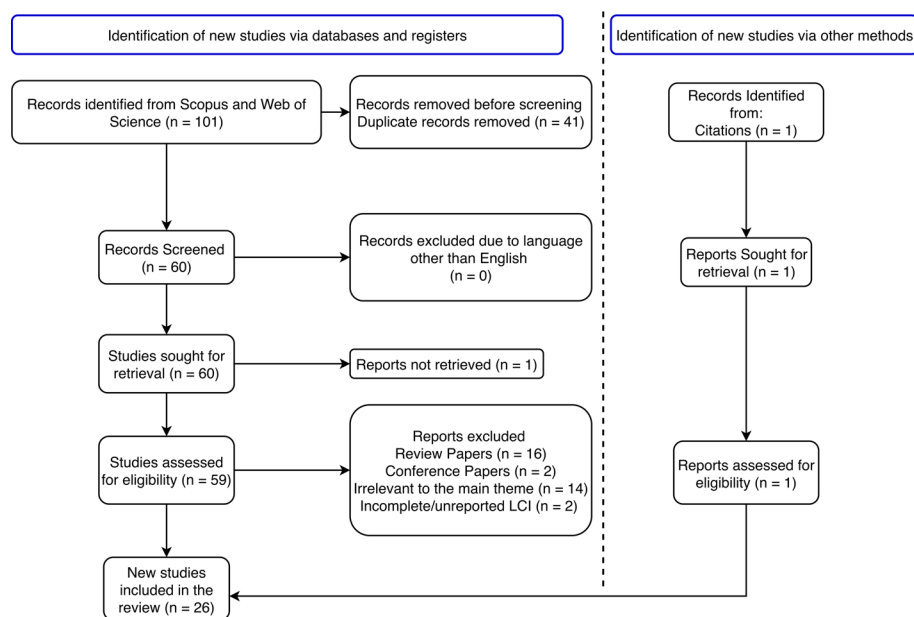 Identification of new studies via databases and registers
Identification of new studies via other methods
Records identified from Scopus and Web of
Science (n = 101)
Records removed before screening
Duplicate records removed (n = 41)
Records Identified
from:
Citations (n = 1)
Records Screened
(n = 60)
Records excluded due to language
other than English
(n = 0)
Reports Sought for
retrieval (n = 1)
Studies sought for
retrieval (n = 60)
Reports not retrieved (n = 1)
Studies assessed
for eligibility (n = 59)
Reports excluded
Review Papers (n = 16)
Conference Papers (n = 2)
Irrelevant to the main theme (n = 14)
Incomplete/unreported LCI (n = 2)
Reports assessed for
eligibility (n = 1)
New studies
included in the
review (n = 26)